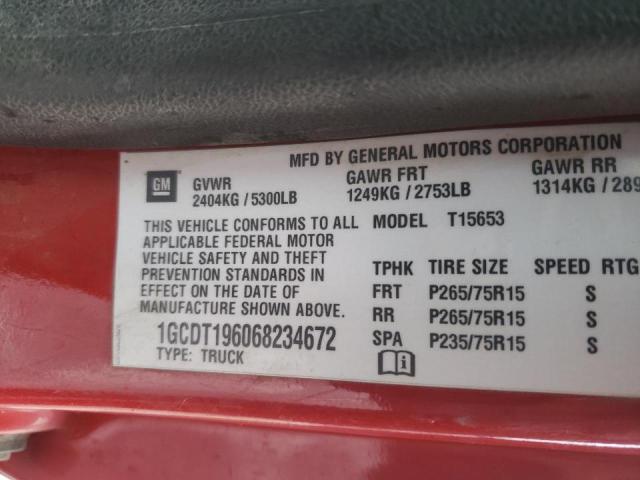 MFD BY GENERAL MOTORS CORPORATION
GM GVWR GAWR FRT GAWR RR
2404KG / 5300LB 1249KG / 2753LB 1314KG / 289
THIS VEHICLE CONFORMS TO ALL MODEL T15653
APPLICABLE FEDERAL MOTOR
VEHICLE SAFETY AND THEFT
PREVENTION STANDARDS IN TPHK TIRE SIZE SPEED RTG
EFFECT ON THE DATE OF FRT P265/75R15 S
MANUFACTURE SHOWN ABOVE. RR P265/75R15 S
1GCDT196068234672 SPA P235/75R15 S
TYPE: TRUCK